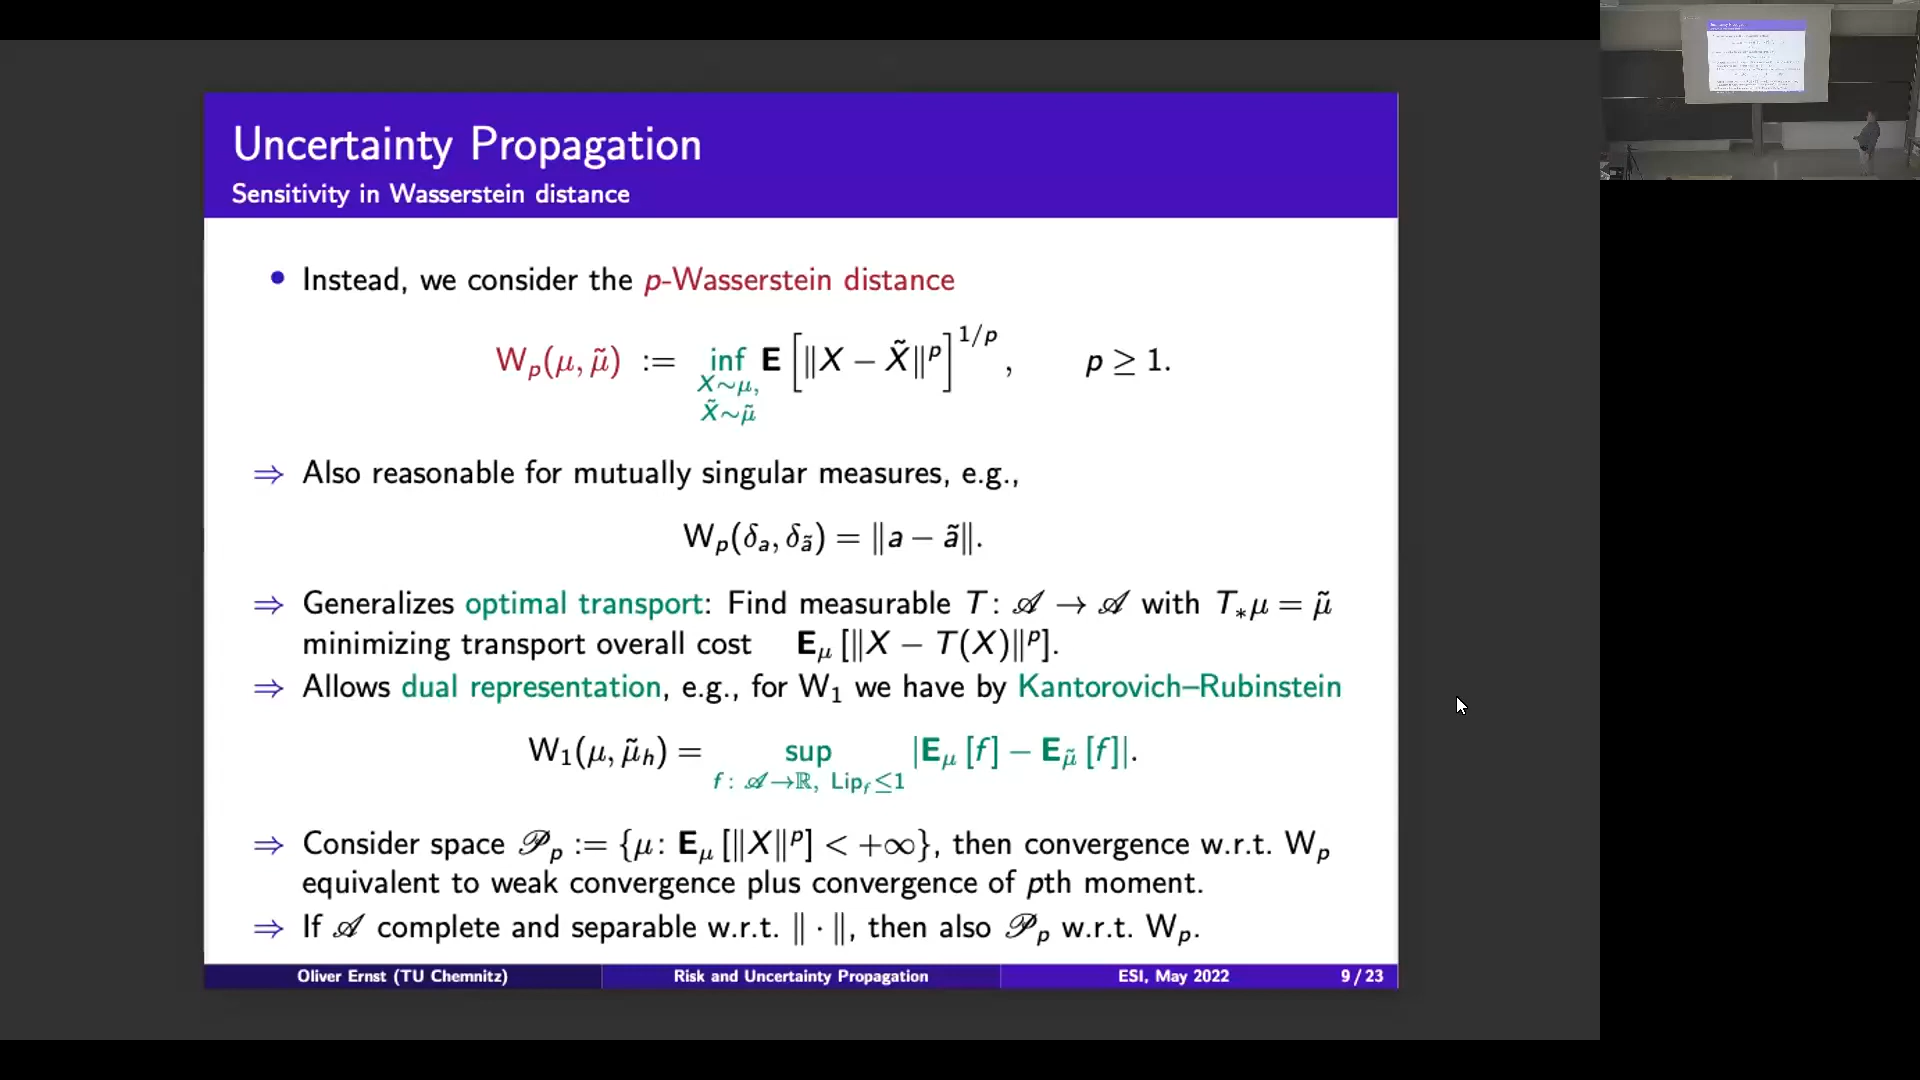 Uncertainty Propagation
Sensitivity in Wasserstein distance
• Instead, we consider the p-Wasserstein distance
W_p(μ, μ̃) := inf_{X∼μ, X̃∼μ̃} E [‖X − X̃‖^p]^{1/p}, p ≥ 1.
⇒ Also reasonable for mutually singular measures, e.g.,
W_p(δ_a, δ_ã) = ‖a − ã‖.
⇒ Generalizes optimal transport: Find measurable T: 𝒜 → 𝒜 with T_*μ = μ̃
minimizing transport overall cost E_μ [‖X − T(X)‖^p].
⇒ Allows dual representation, e.g., for W_1 we have by Kantorovich–Rubinstein
W_1(μ, μ̃_h) = sup_{f: 𝒜→ℝ, Lip_f≤1} |E_μ [f] − E_μ̃ [f]|.
⇒ Consider space 𝒫_p := {μ: E_μ [‖X‖^p] < +∞}, then convergence w.r.t. W_p
equivalent to weak convergence plus convergence of pth moment.
⇒ If 𝒜 complete and separable w.r.t. ‖ · ‖, then also 𝒫_p w.r.t. W_p.
Oliver Ernst (TU Chemnitz) Risk and Uncertainty Propagation ESI, May 2022 9 / 23